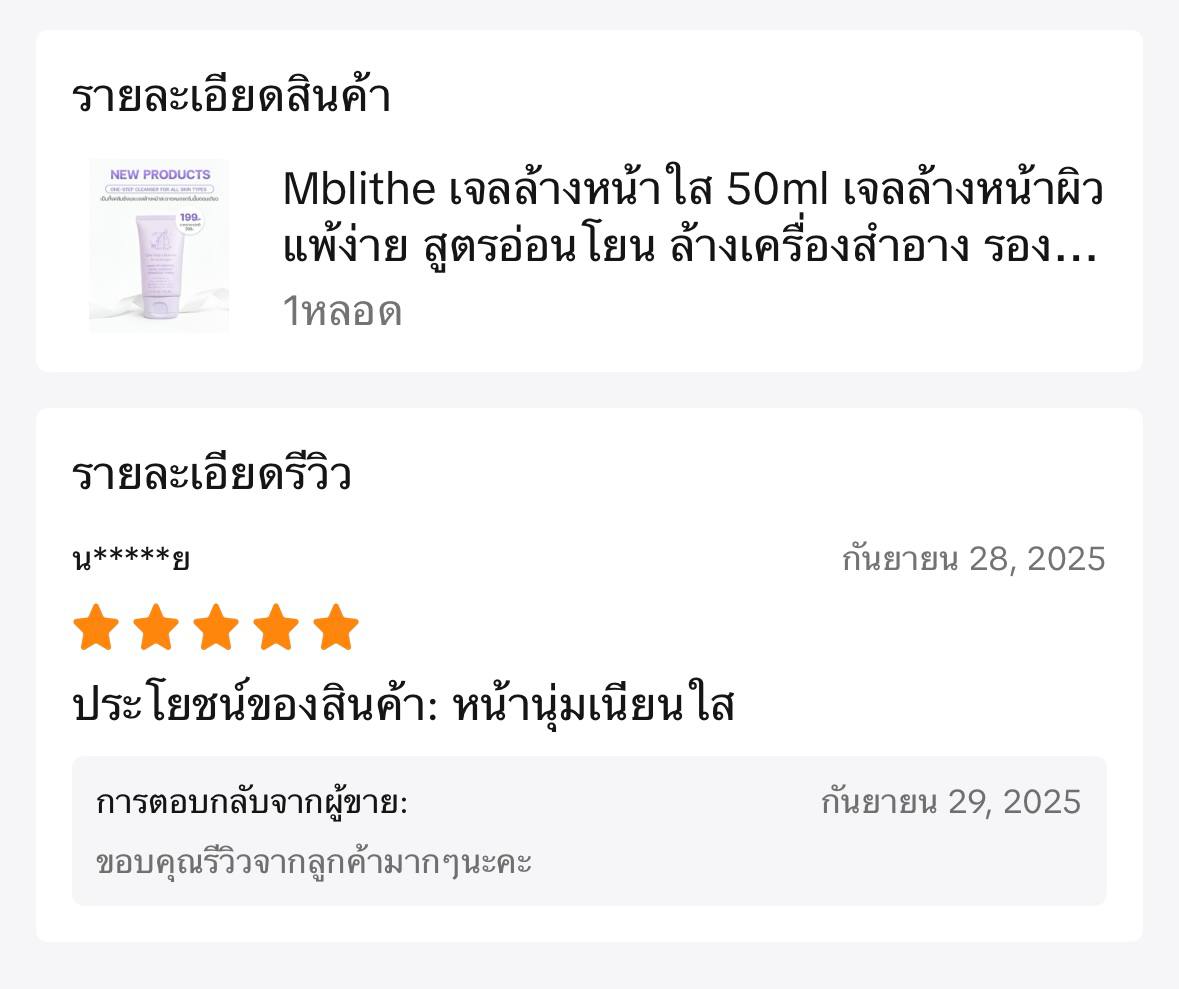 รายละเอียดสินค้า
NEW PRODUCTS
ONE-STEP CLEANSER FOR ALL SKIN TYPES
199.-
Mblithe เจลล้างหน้าใส 50ml เจลล้างหน้าผิว
แพ้ง่าย สูตรอ่อนโยน ล้างเครื่องสำอาง รอง...
1หลอด
รายละเอียดรีวิว
น*****ย
กันยายน 28, 2025
ประโยชน์ของสินค้า: หน้านุ่มเนียนใส
การตอบกลับจากผู้ขาย:
กันยายน 29, 2025
ขอบคุณรีวิวจากลูกค้ามากๆนะคะ